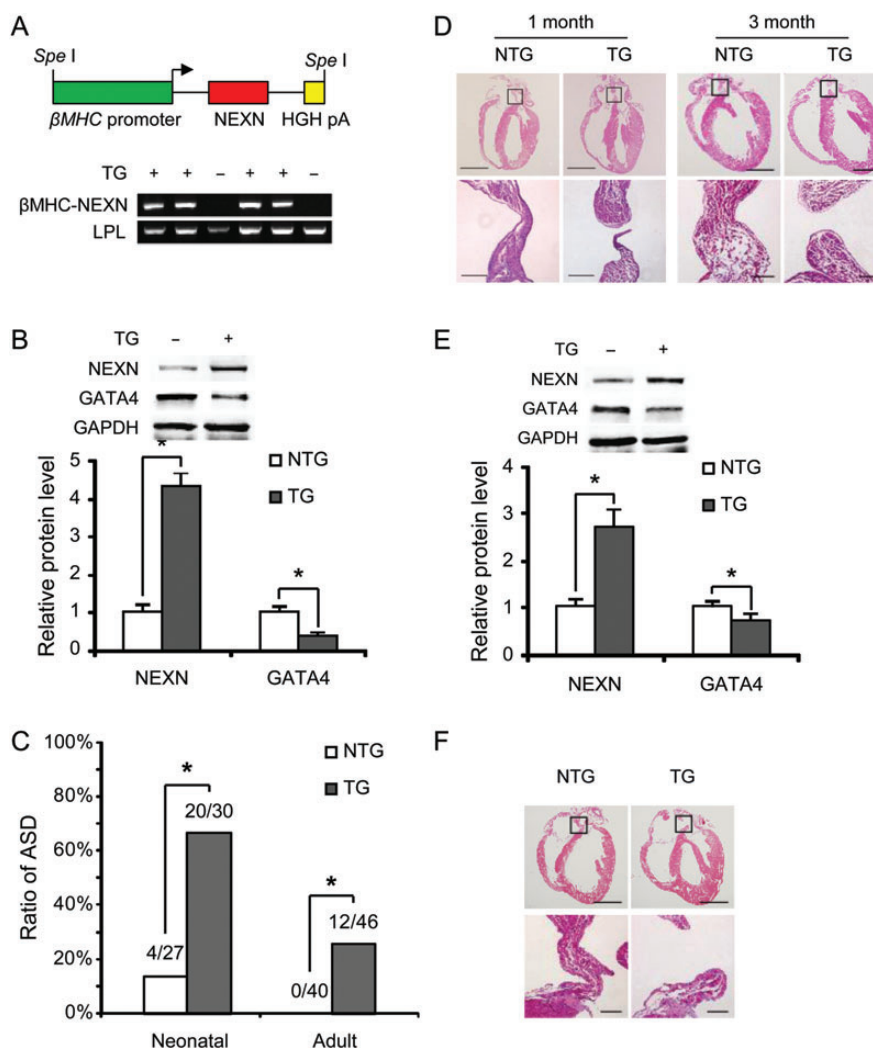 A
Spe I Spe I
βMHC promoter NEXN HGH pA
TG + + – + + –
βMHC-NEXN
LPL
B
TG – +
NEXN
GATA4
GAPDH
*
NTG
TG
*
Relative protein level
5
4
3
2
1
0
NEXN GATA4
C
100%
80%
60%
40%
20%
0%
Ratio of ASD
NTG
TG
*
20/30
4/27
*
12/46
0/40
Neonatal Adult
D
1 month 3 month
NTG TG NTG TG
E
TG – +
NEXN
GATA4
GAPDH
NTG
TG
*
*
Relative protein level
4
3
2
1
0
NEXN GATA4
F
NTG TG